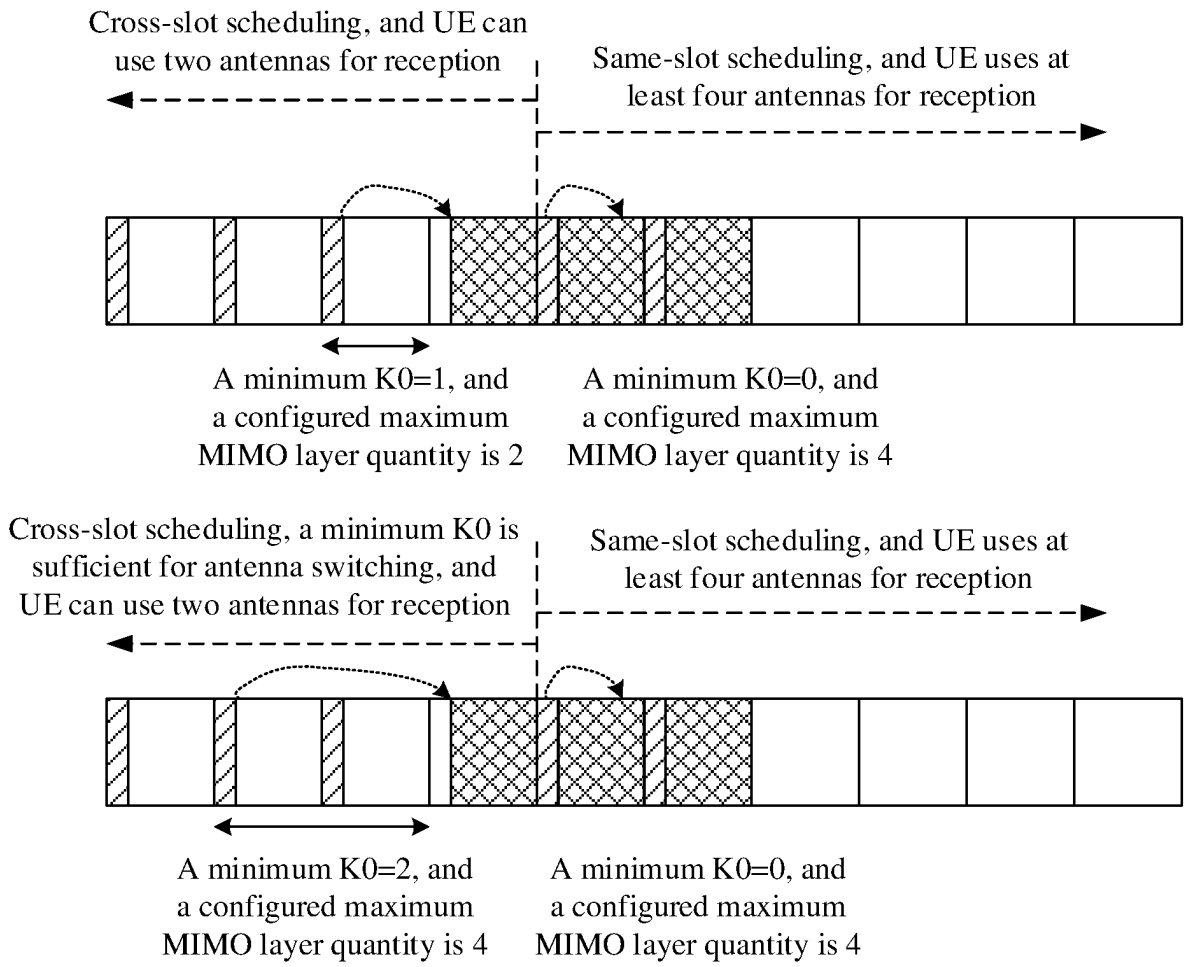 Cross-slot scheduling, and UE can
use two antennas for reception
Same-slot scheduling, and UE uses at
least four antennas for reception
A minimum K0=1, and
a configured maximum
MIMO layer quantity is 2
A minimum K0=0, and
a configured maximum
MIMO layer quantity is 4
Cross-slot scheduling, a minimum K0 is
sufficient for antenna switching, and
UE can use two antennas for reception
Same-slot scheduling, and UE uses at
least four antennas for reception
A minimum K0=2, and
a configured maximum
MIMO layer quantity is 4
A minimum K0=0, and
a configured maximum
MIMO layer quantity is 4